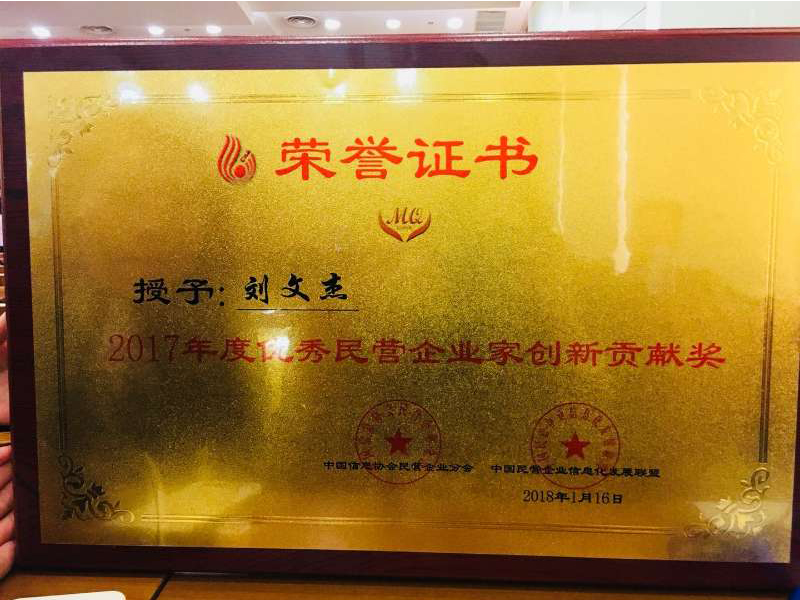 荣誉证书
MQ
授予：刘文杰
2017年度优秀民营企业家创新贡献奖
中国信息协会民营企业分会 中国民营企业信息化发展联盟
2018年1月16日